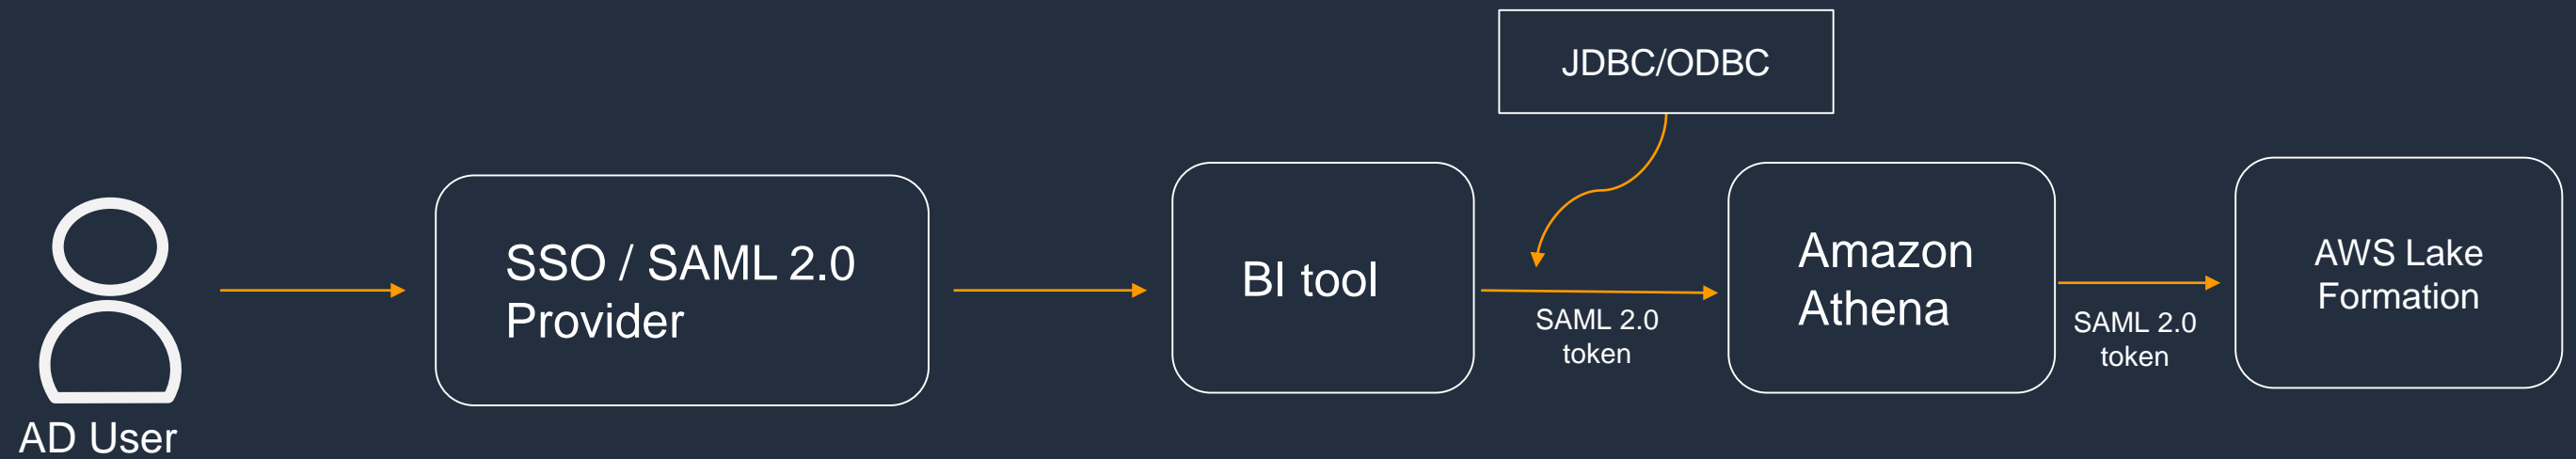 JDBC/ODBC
AD User
SSO / SAML 2.0
Provider
BI tool
SAML 2.0
token
Amazon
Athena
SAML 2.0
token
AWS Lake
Formation